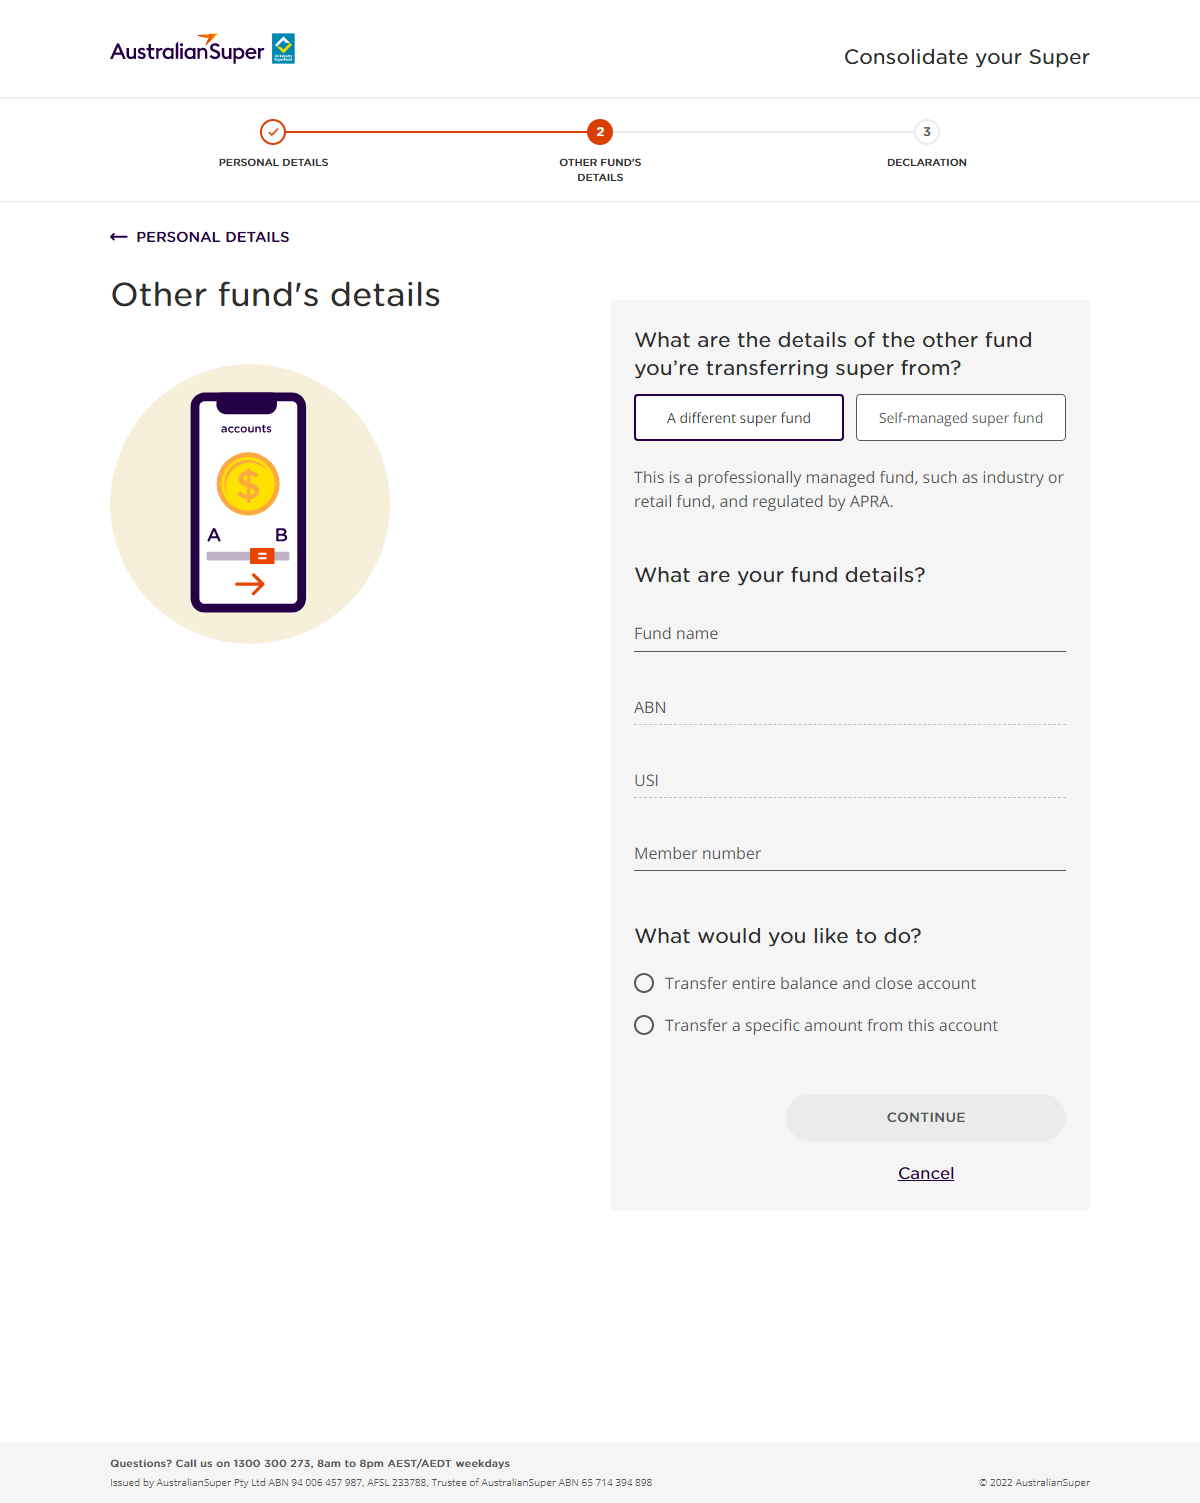 AustralianSuper
Consolidate your Super
2
3
PERSONAL DETAILS
OTHER FUND'S
DETAILS
DECLARATION
← PERSONAL DETAILS
Other fund's details
accounts
$
A B
=
What are the details of the other fund
you’re transferring super from?
A different super fund
Self-managed super fund
This is a professionally managed fund, such as industry or
retail fund, and regulated by APRA.
What are your fund details?
Fund name
ABN
USI
Member number
What would you like to do?
Transfer entire balance and close account
Transfer a specific amount from this account
CONTINUE
Cancel
Questions? Call us on 1300 300 273, 8am to 8pm AEST/AEDT weekdays
Issued by AustralianSuper Pty Ltd ABN 94 006 457 987, AFSL 233788, Trustee of AustralianSuper ABN 65 714 394 898
© 2022 AustralianSuper